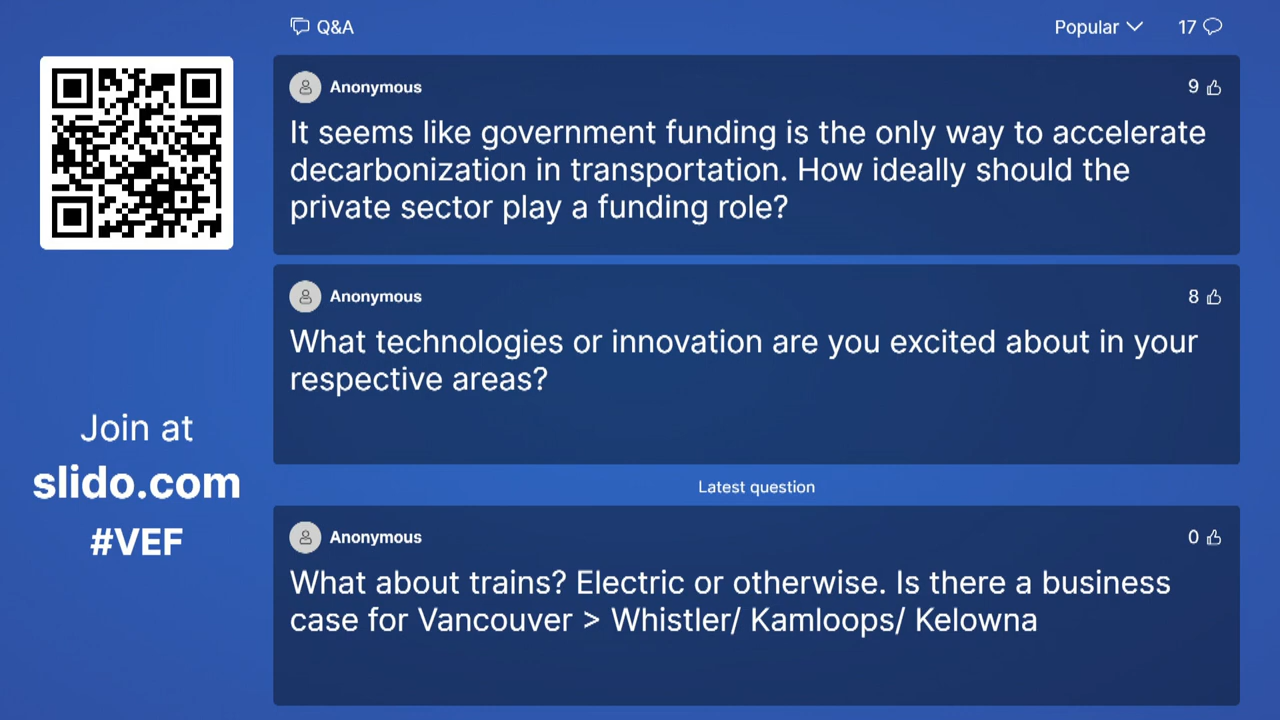 Q&A
Popular
17
Anonymous
9
It seems like government funding is the only way to accelerate
decarbonization in transportation. How ideally should the
private sector play a funding role?
Anonymous
8
What technologies or innovation are you excited about in your
respective areas?
Join at
slido.com
#VEF
Latest question
Anonymous
0
What about trains? Electric or otherwise. Is there a business
case for Vancouver > Whistler/ Kamloops/ Kelowna